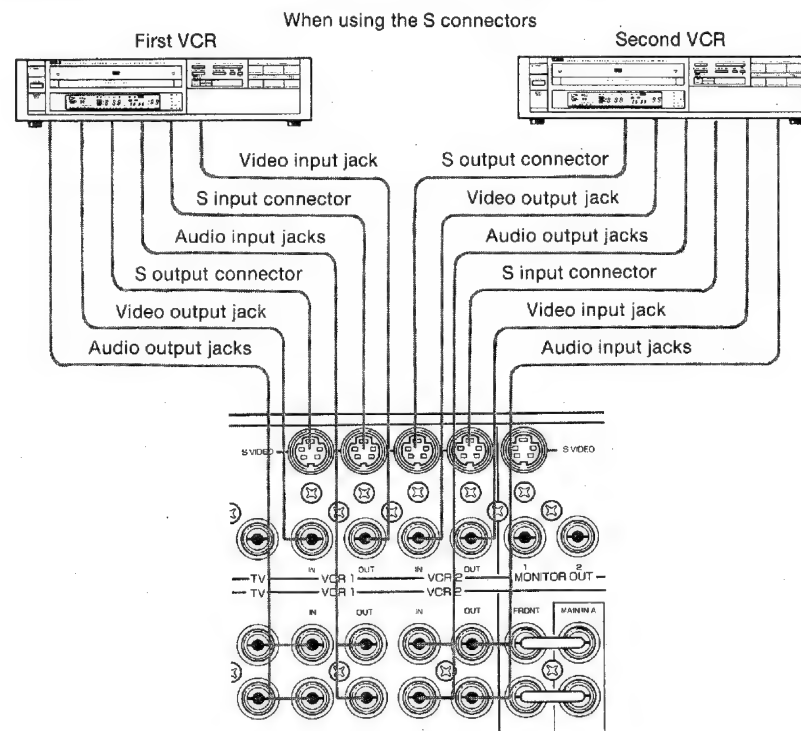 When using the S connectors
First VCR
Second VCR
Video input jack
S output connector
S input connector
Video output jack
Audio input jacks
Audio output jacks
S output connector
S input connector
Video output jack
Video input jack
Audio output jacks
Audio input jacks
S VIDEO
S VIDEO
IN OUT IN OUT 1 2
TV VCR 1 VCR 2 MONITOR OUT
TV VCR 1 VCR 2
IN OUT IN OUT FRONT MAIN IN A